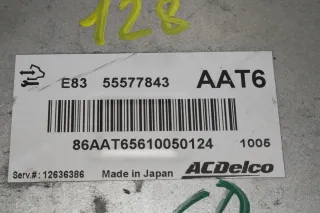 128
E83 55577843 AAT6
86AAT65610050124 1005
Serv.#: 12636386 Made in Japan ACDelco